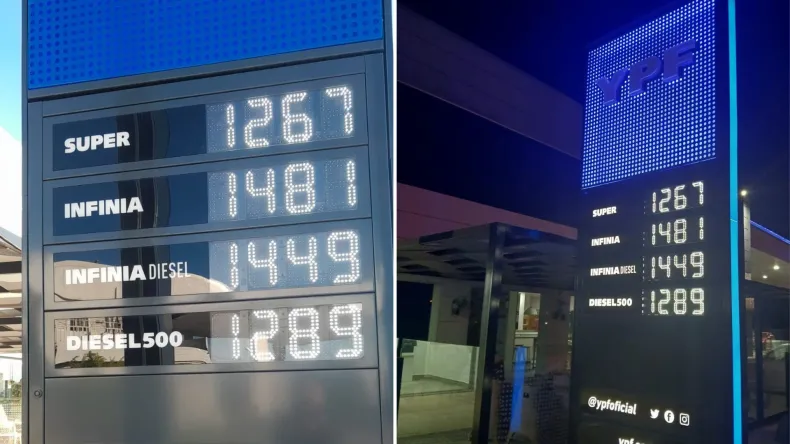 SUPER 1267
INFINIA 1481
INFINIA DIESEL 1449
DIESEL500 1289
YPF
SUPER 1267
INFINIA 1481
INFINIA DIESEL 1449
DIESEL500 1289
@ypfoficial